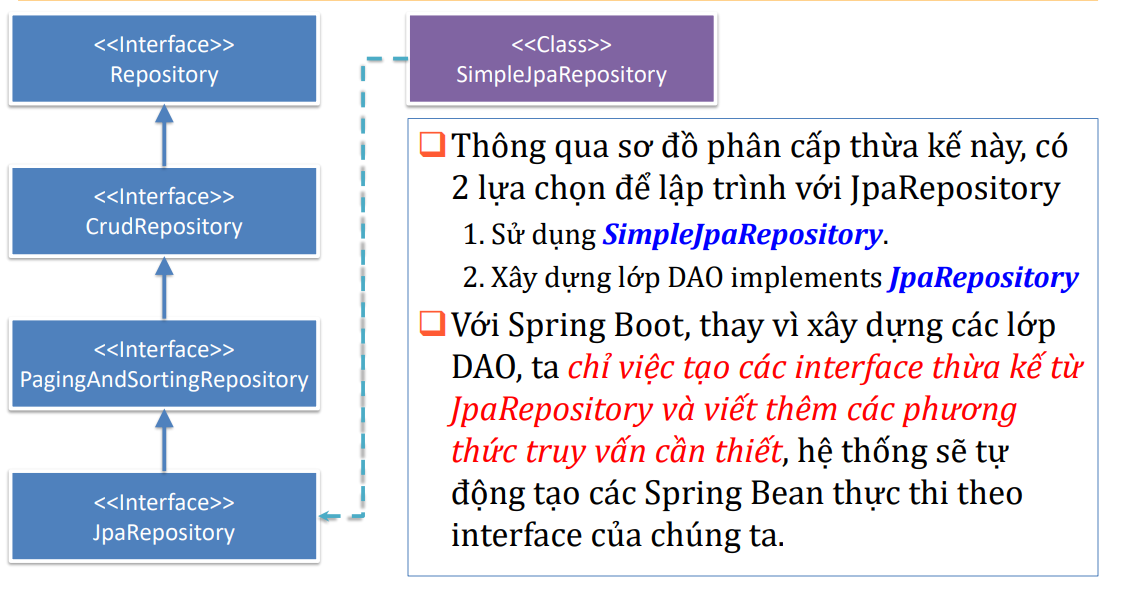 <<Interface>>
Repository
<<Class>>
SimpleJpaRepository
<<Interface>>
CrudRepository
<<Interface>>
PagingAndSortingRepository
<<Interface>>
JpaRepository
Thông qua sơ đồ phân cấp thừa kế này, có
2 lựa chọn để lập trình với JpaRepository
1. Sử dụng SimpleJpaRepository.
2. Xây dựng lớp DAO implements JpaRepository
Với Spring Boot, thay vì xây dựng các lớp
DAO, ta chỉ việc tạo các interface thừa kế từ
JpaRepository và viết thêm các phương
thức truy vấn cần thiết, hệ thống sẽ tự
động tạo các Spring Bean thực thi theo
interface của chúng ta.